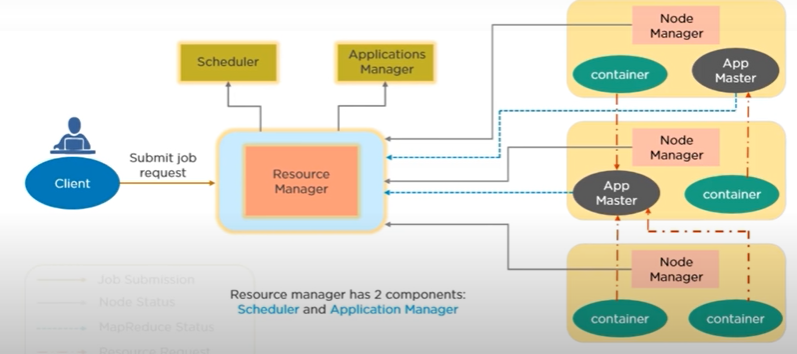 Scheduler
Applications
Manager
Node
Manager
container
App
Master
Submit job
request
Client
Resource
Manager
Node
Manager
App
Master
container
Node
Manager
container
container
Job Submission
Node Status
MapReduce Status
Resource Request
Resource manager has 2 components:
Scheduler and Application Manager